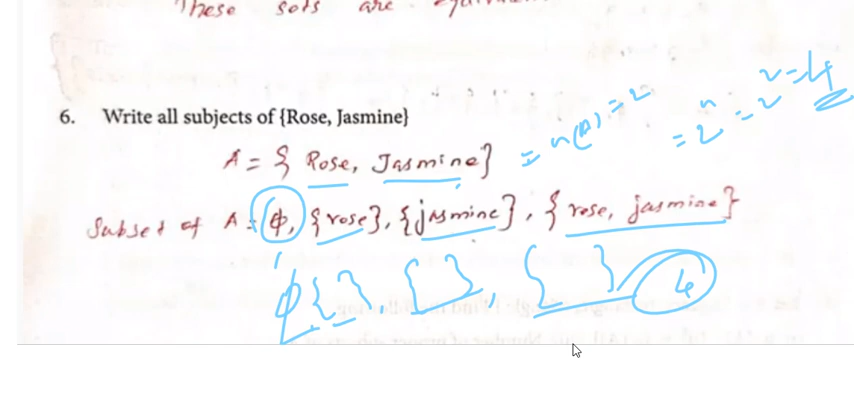 These sets are
6. Write all subjects of {Rose, Jasmine}
A = { Rose, Jasmine} = n(A) = 2 = 2ⁿ = 2² = 4
Subset of A = ϕ, {rose}, {jasmine}, { rose, jasmine}
ϕ { }, { }, { } 4